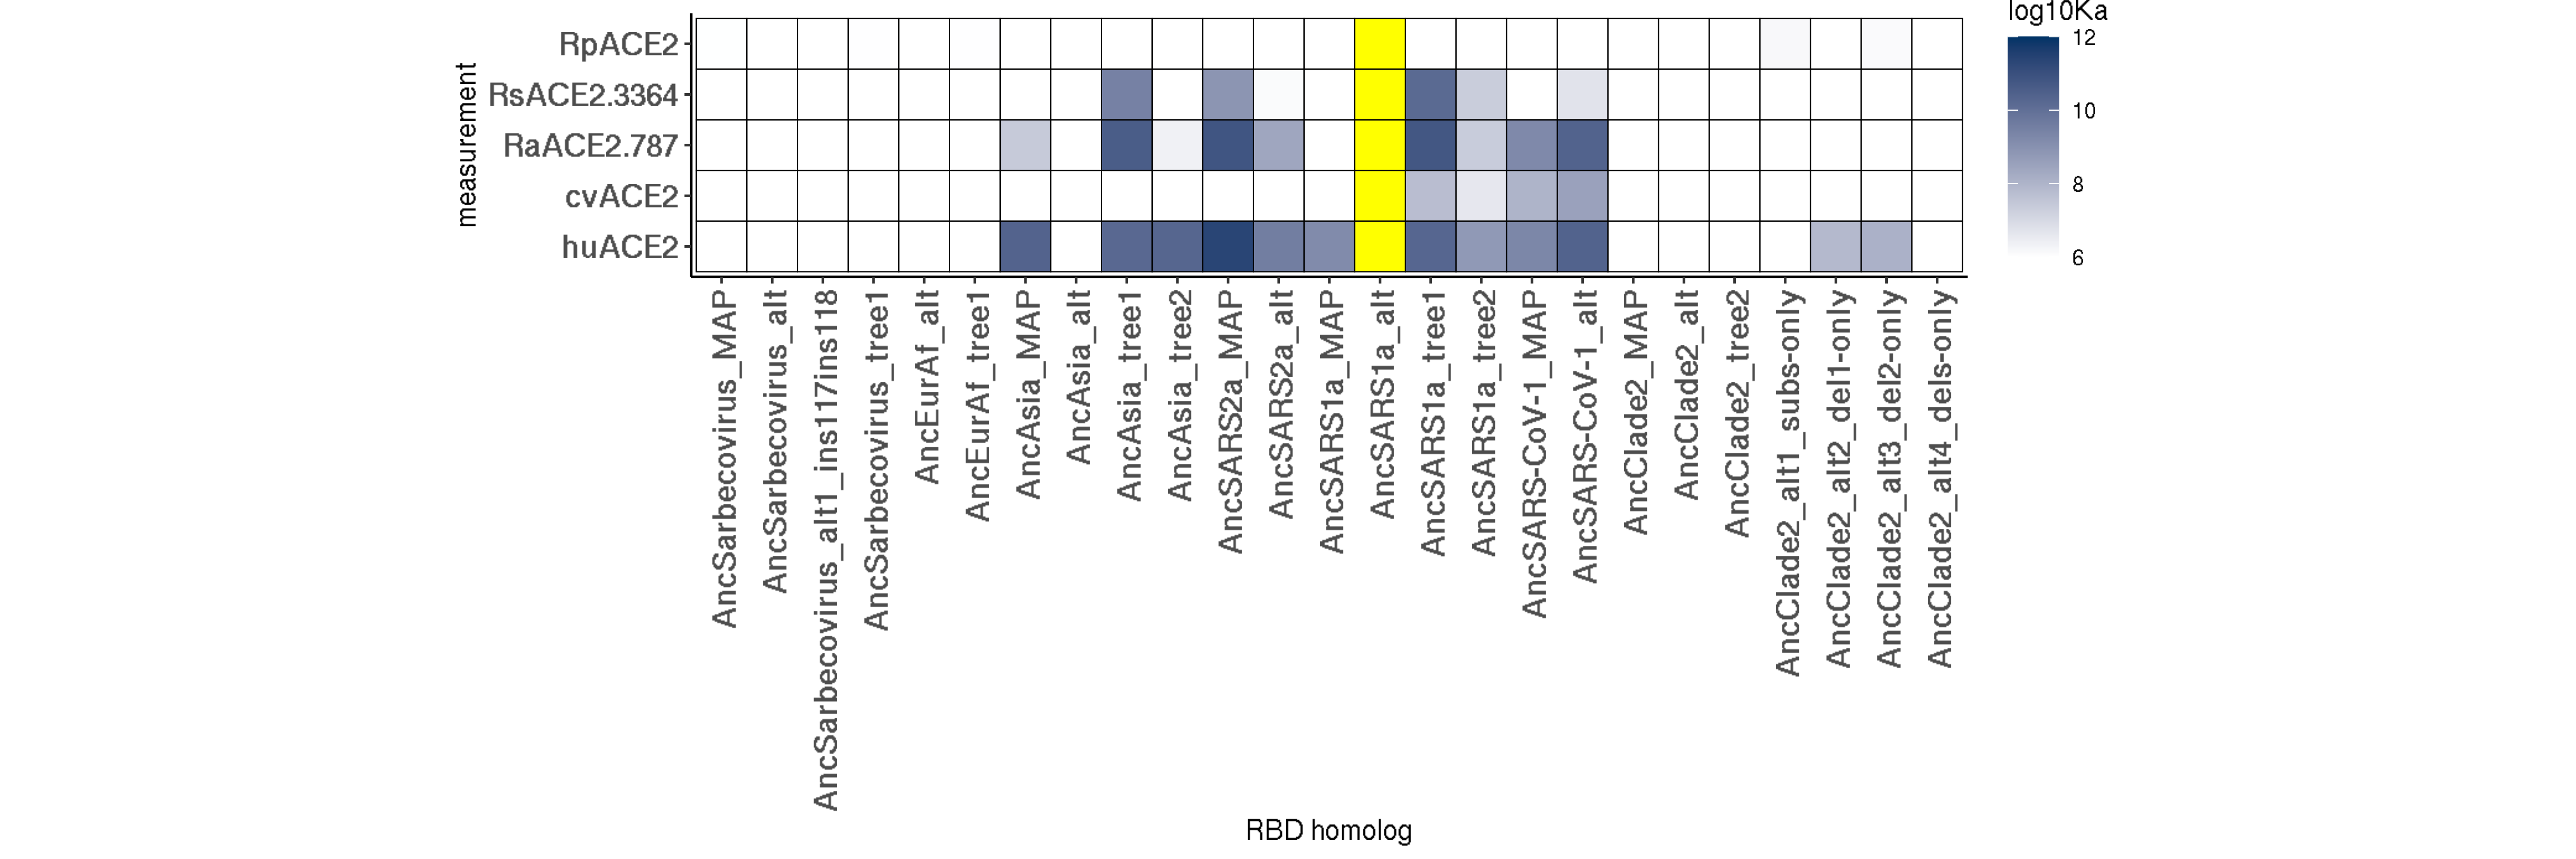 log10Ka
12
10
8
6
measurement
RpACE2
RsACE2.3364
RaACE2.787
cvACE2
huACE2
AncSarbecovirus_MAP
AncSarbecovirus_alt
AncSarbecovirus_alt1_ins117ins118
AncSarbecovirus_tree1
AncEurAf_alt
AncEurAf_tree1
AncAsia_MAP
AncAsia_alt
AncAsia_tree1
AncAsia_tree2
AncSARS2a_MAP
AncSARS2a_alt
AncSARS1a_MAP
AncSARS1a_alt
AncSARS1a_tree1
AncSARS1a_tree2
AncSARS-CoV-1_MAP
AncSARS-CoV-1_alt
AncClade2_MAP
AncClade2_alt
AncClade2_tree2
AncClade2_alt1_subs-only
AncClade2_alt2_del1-only
AncClade2_alt3_del2-only
AncClade2_alt4_dels-only
RBD homolog